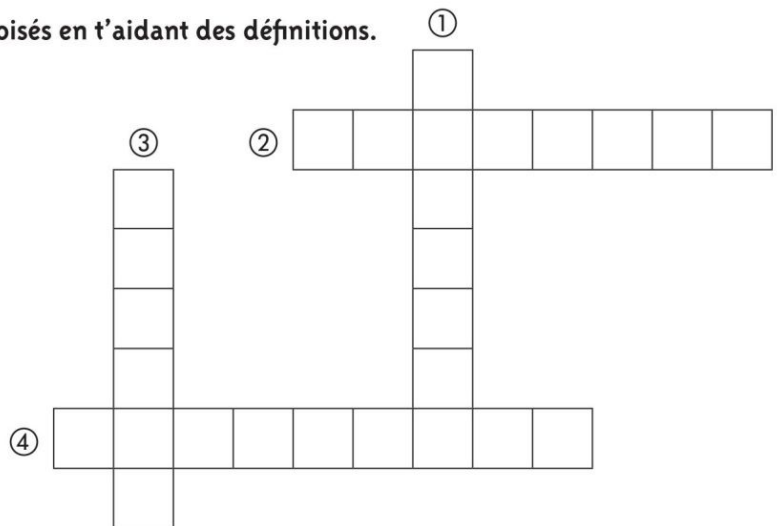 oisés en t'aidant des définitions.
①
③
②
④